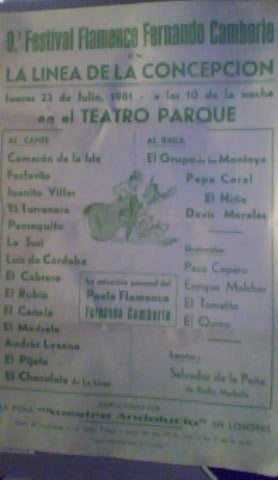 9.ª Festival Flamenco Fernando Camborio
en
LA LINEA DE LA CONCEPCION
Jueves 23 de Julio, 1981 - a las 10 de la noche
en el TEATRO PARQUE
AL CANTE:
Camarón de la Isla
Fosforito
Juanito Villar
El Turronero
Pansequito
La Susi
Luis de Córdoba
El Cabrero
El Rubio
El Canela
El Madrela
Andrés Lozano
El Pijote
El Chocolate de La Línea
AL BAILE:
El Grupo de los Montoya
Pepa Coral
El Niño
Davis Morales
Guitarristas:
Paco Cepero
Enrique Melchor
El Tomatito
El Quino
La actuación personal del
Poeta Flamenco
Fernando Camborio
Locutor:
Salvador de la Peña
de Radio Marbella
PATROCINADO POR
LA PEÑA "Nuestra Andalucía" EN LONDRES